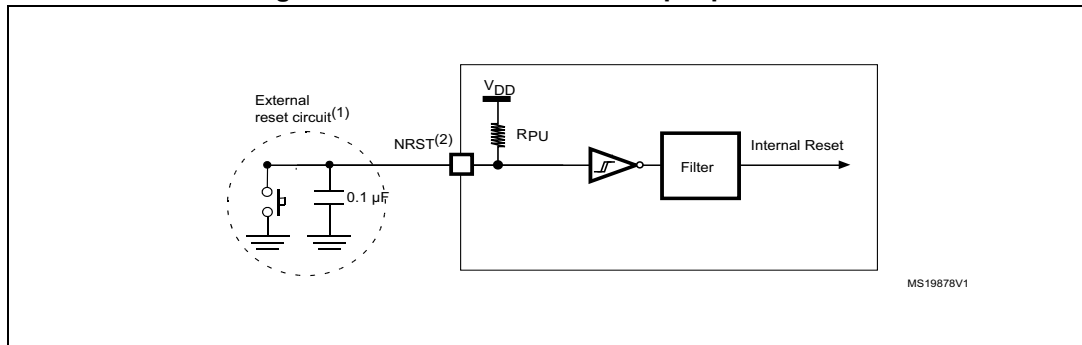 External
reset circuit(1)
VDD
NRST(2)
RPU
0.1 μF
Filter
Internal Reset
MS19878V1